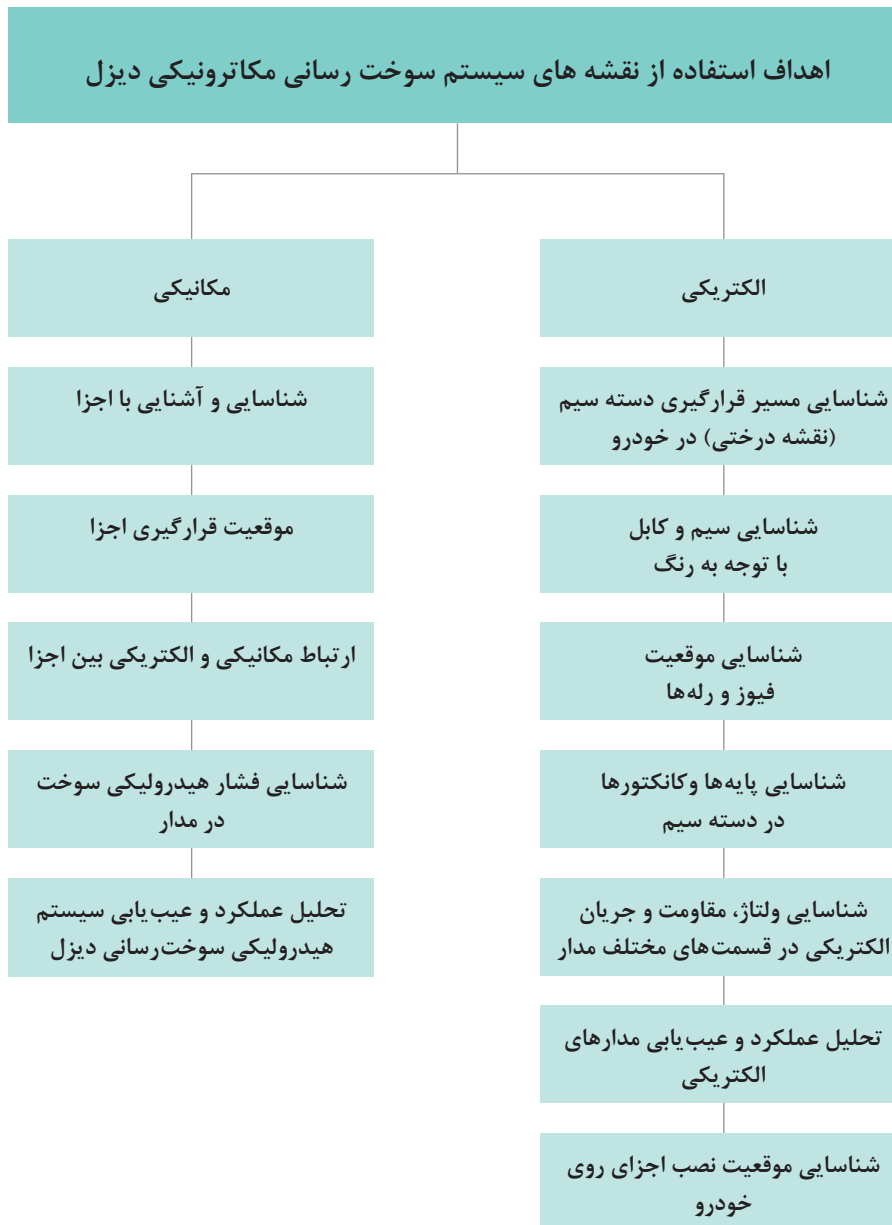 اهداف استفاده از نقشه های سیستم سوخت رسانی مکاترونیکی دیزل
الکتریکی
شناسایی مسیر قرارگیری دسته سیم
(نقشه درختی) در خودرو
شناسایی سیم و کابل
با توجه به رنگ
شناسایی موقعیت
فیوز و رله‌ها
شناسایی پایه‌ها وکانکتورها
در دسته سیم
شناسایی ولتاژ، مقاومت و جریان
الکتریکی در قسمت‌های مختلف مدار
تحلیل عملکرد و عیب‌یابی مدارهای
الکتریکی
شناسایی موقعیت نصب اجزای روی
خودرو
مکانیکی
شناسایی و آشنایی با اجزا
موقعیت قرارگیری اجزا
ارتباط مکانیکی و الکتریکی بین اجزا
شناسایی فشار هیدرولیکی سوخت
در مدار
تحلیل عملکرد و عیب‌یابی سیستم
هیدرولیکی سوخت‌رسانی دیزل